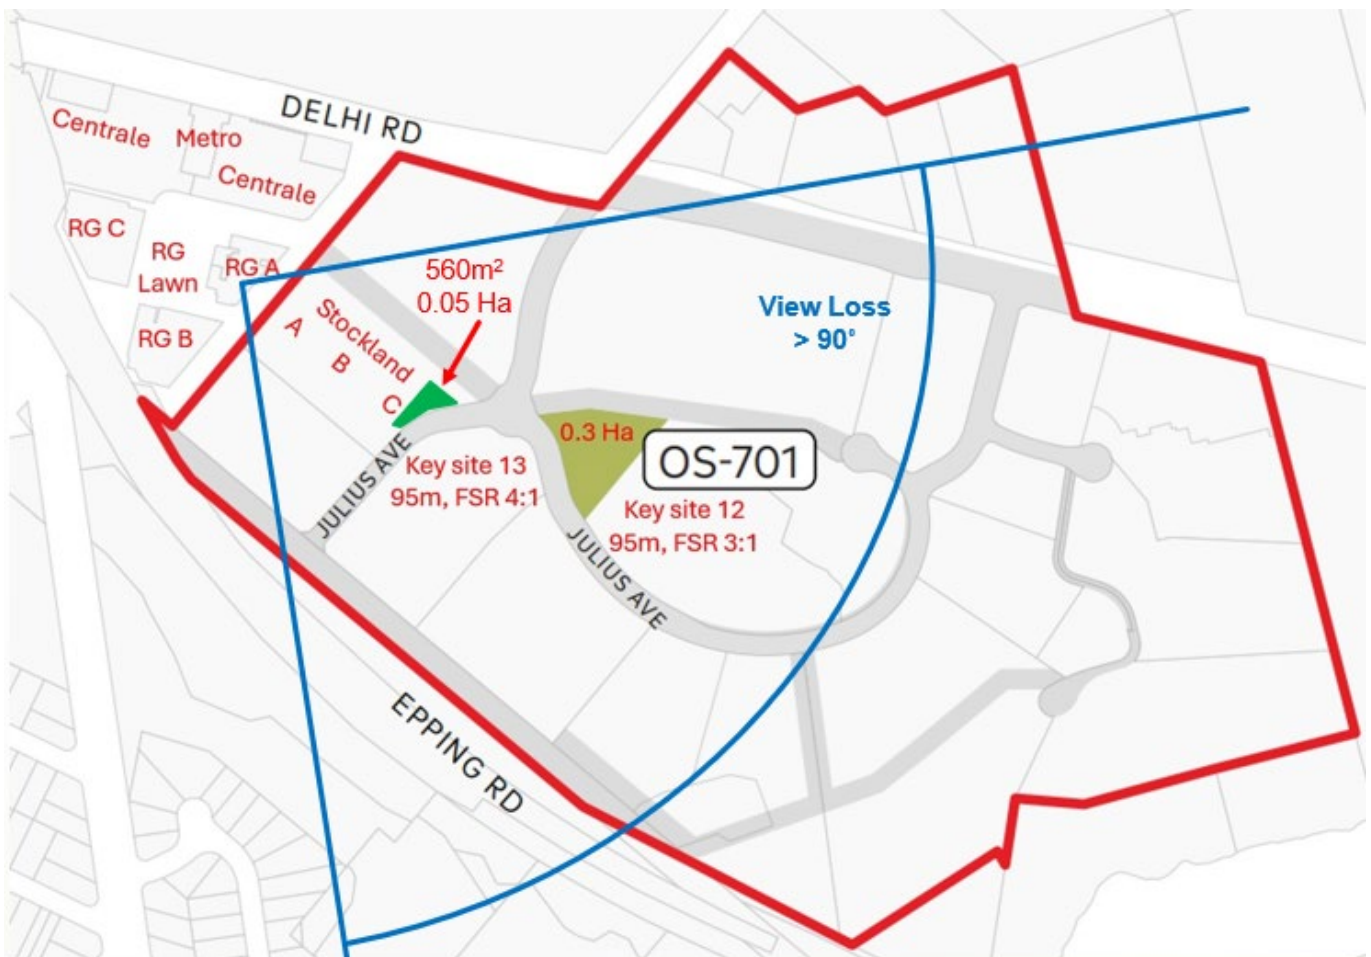 DELHI RD
Centrale
Metro
Centrale
RG C
RG
Lawn
RG A
RG B
560m²
0.05 Ha
Stockland
A
B
C
View Loss
> 90°
0.3 Ha
OS-701
JULIUS AVE
Key site 13
95m, FSR 4:1
Key site 12
95m, FSR 3:1
JULIUS AVE
EPPING RD